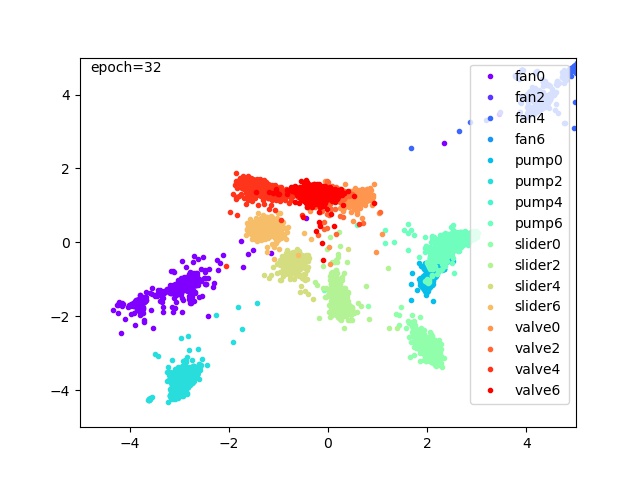 epoch=32
fan0
fan2
fan4
fan6
pump0
pump2
pump4
pump6
slider0
slider2
slider4
slider6
valve0
valve2
valve4
valve6
4
2
0
−2
−4
−4
−2
0
2
4